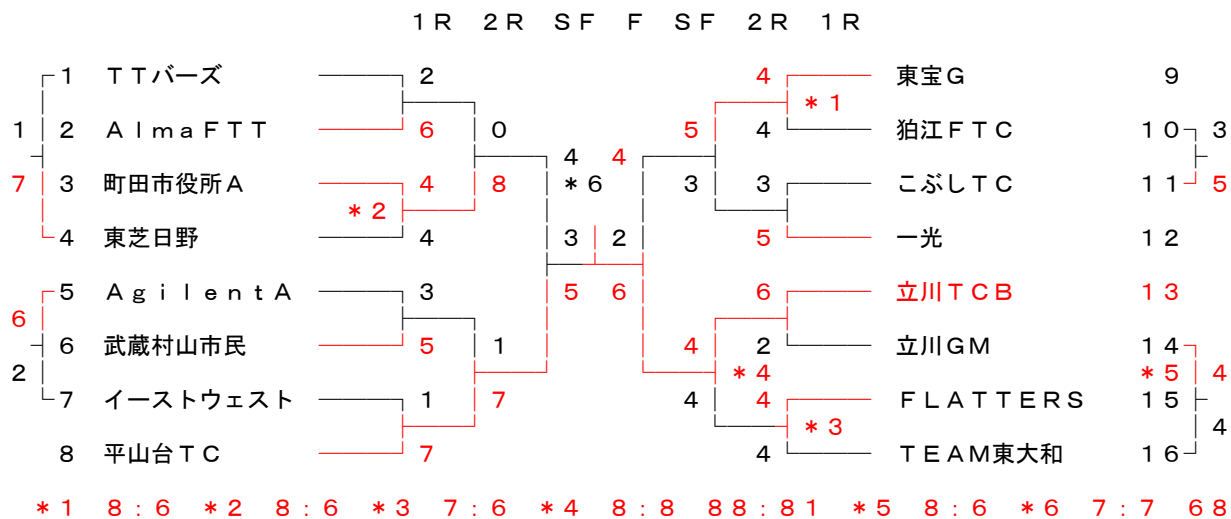 １Ｒ　２Ｒ　ＳＦ　Ｆ　ＳＦ　２Ｒ　１Ｒ
１　ＴＴバーズ　２　４　東宝Ｇ　９
＊１
１　２　ＡｌｍａＦＴＴ　６　０　５　４　狛江ＦＴＣ　１０　３
４　４
７　３　町田市役所Ａ　４　８　＊６　３　３　こぶしＴＣ　１１　５
＊２
４　東芝日野　４　３　２　５　一光　１２
５　ＡｇｉｌｅｎｔＡ　３　５　６　６　立川ＴＣＢ　１３
６
６　武蔵村山市民　５　１　４　２　立川ＧＭ　１４
２　＊４　＊５　４
７　イーストウェスト　１　７　４　４　ＦＬＡＴＴＥＲＳ　１５
＊３　４
８　平山台ＴＣ　７　４　ＴＥＡＭ東大和　１６
＊１　８：６　＊２　８：６　＊３　７：６　＊４　８：８　８８：８１　＊５　８：６　＊６　７：７　６８